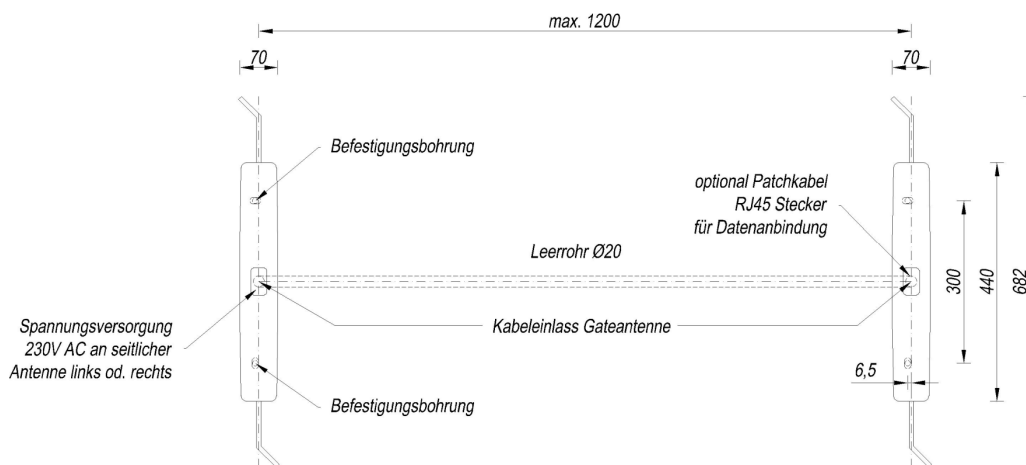 max. 1200
70
70
Befestigungsbohrung
optional Patchkabel
RJ45 Stecker
für Datenanbindung
Leerrohr Ø20
300
440
682
Kabeleinlass Gateantenne
Spannungsversorgung
230V AC an seitlicher
Antenne links od. rechts
6,5
Befestigungsbohrung